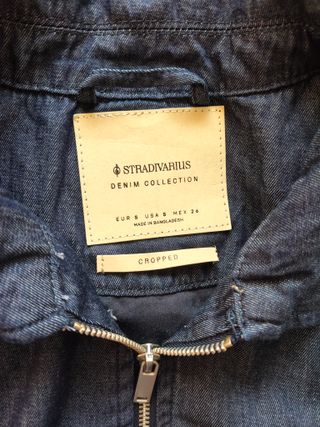 STRADIVARIUS
DENIM COLLECTION
EUR S USA S MEX 26
MADE IN BANGLADESH
CROPPED